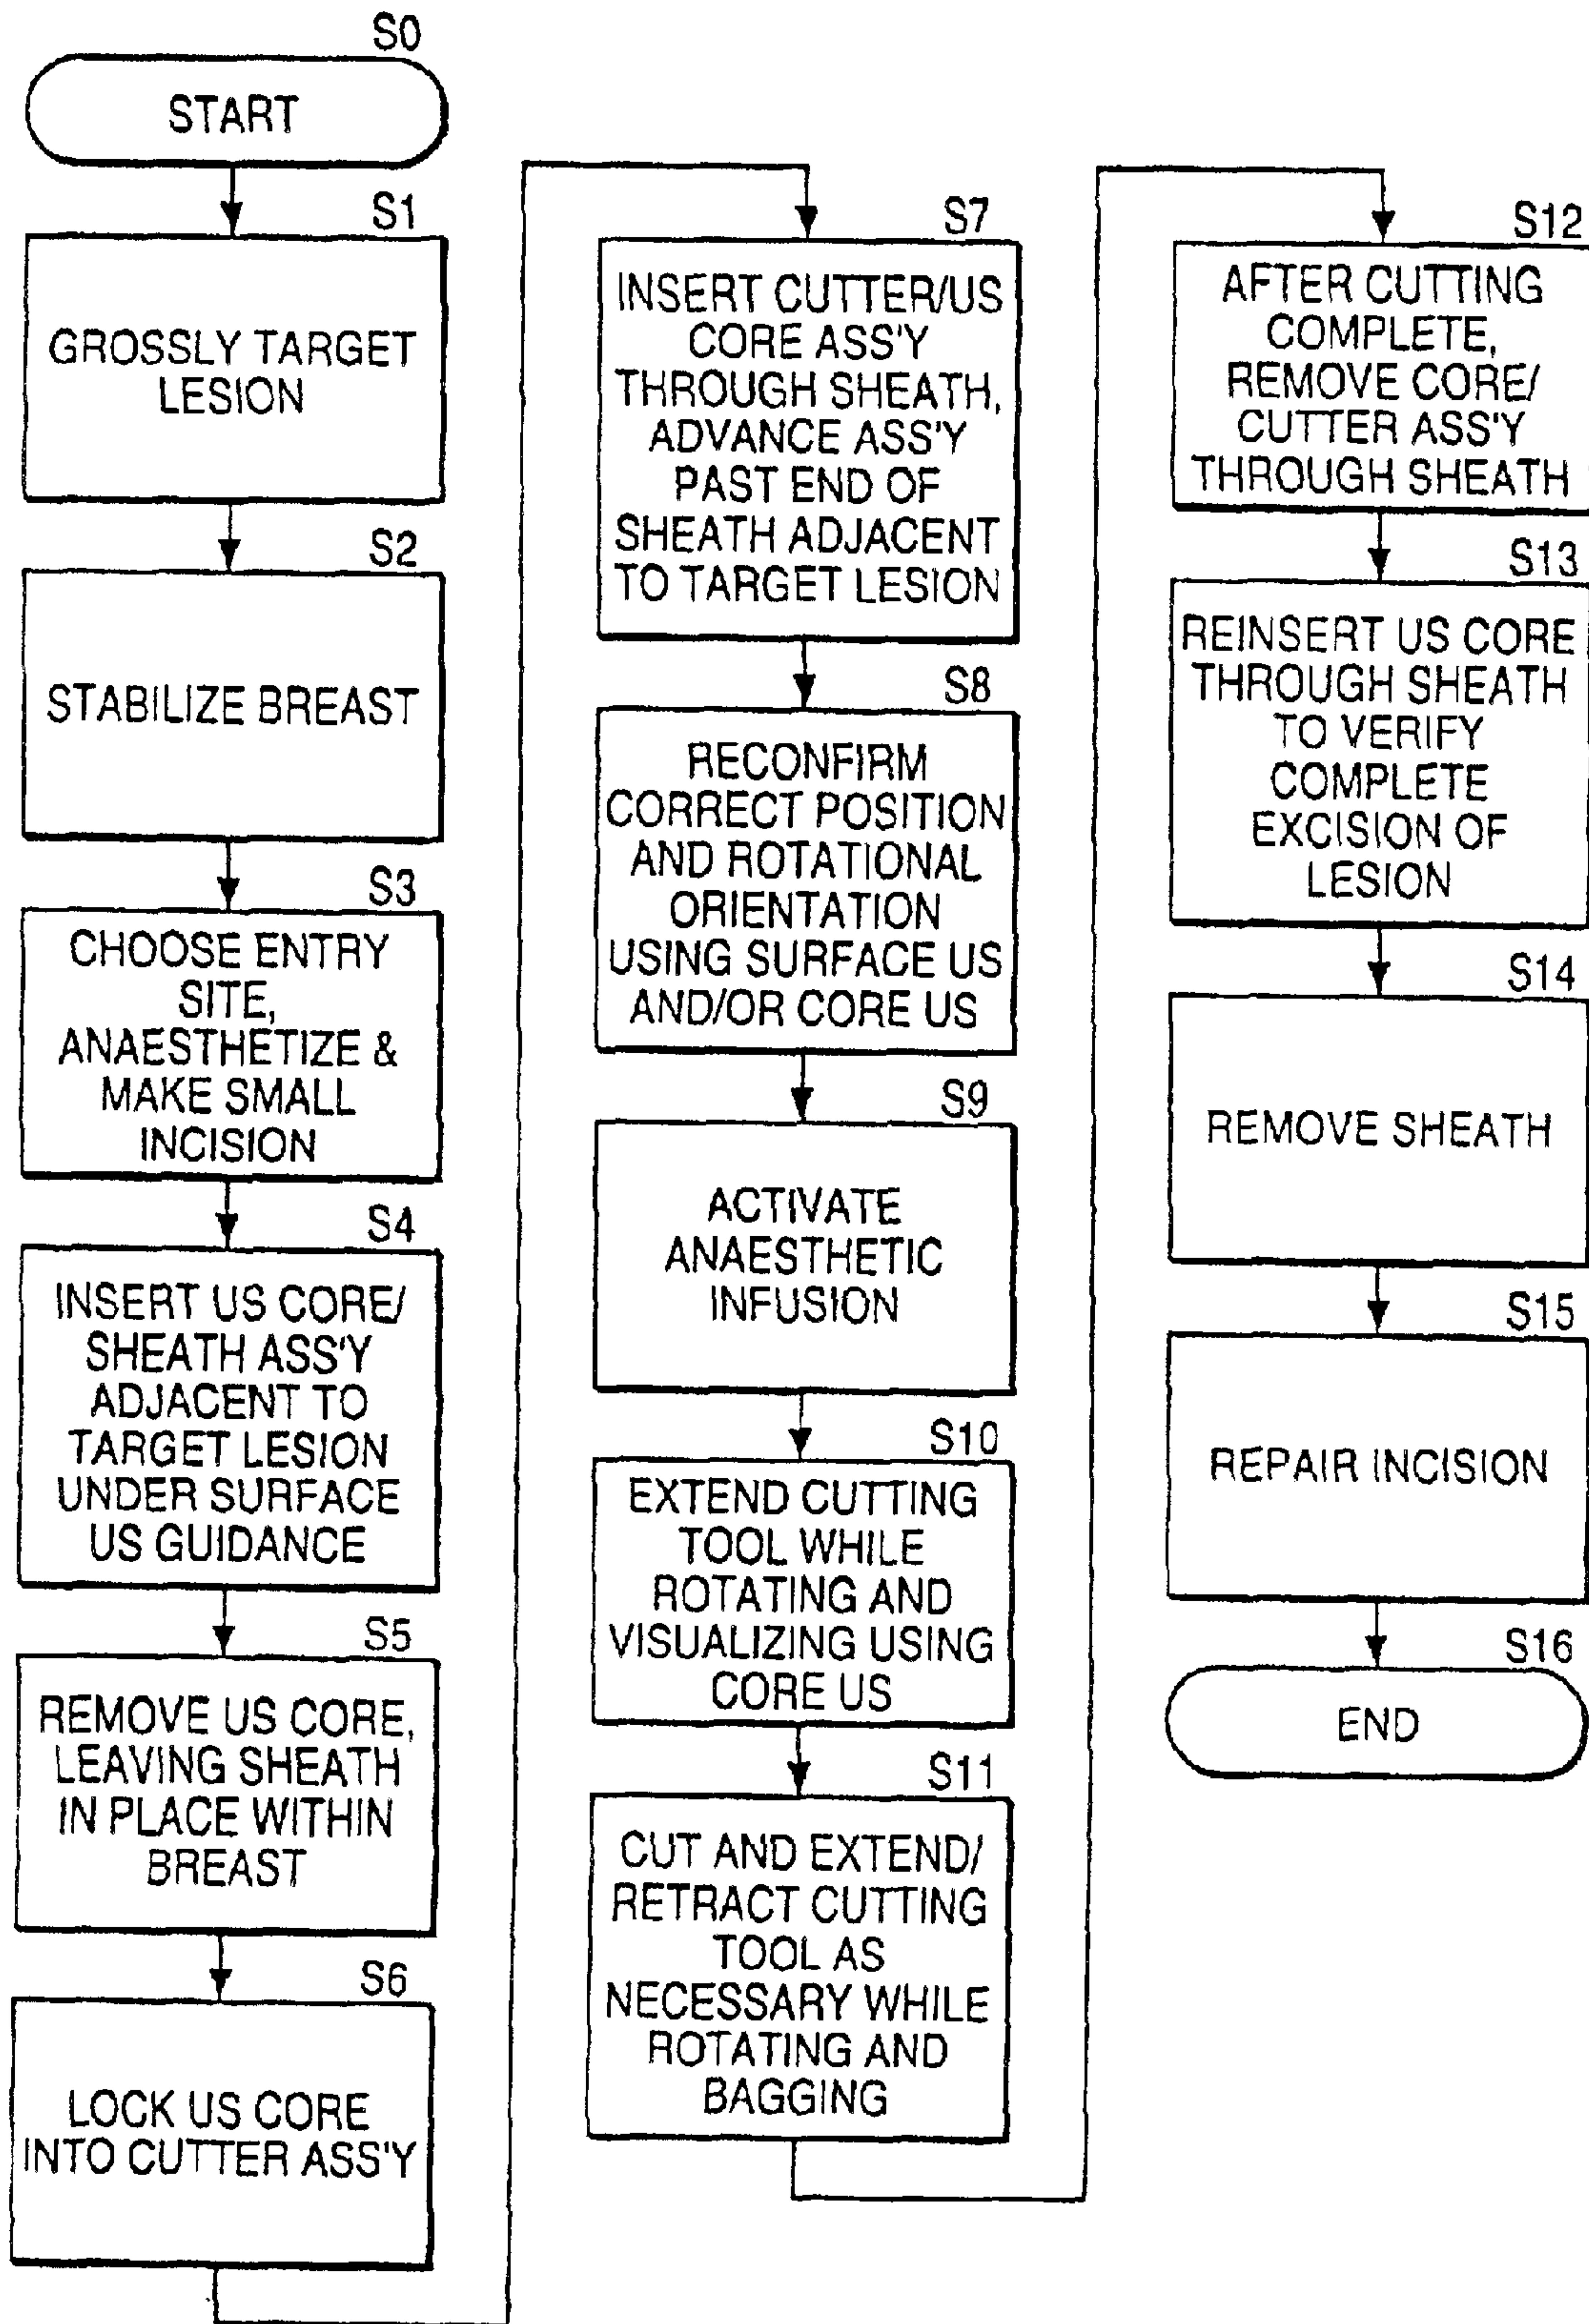 S0
START
S1
GROSSLY TARGET
LESION
S2
STABILIZE BREAST
S3
CHOOSE ENTRY
SITE,
ANAESTHETIZE &
MAKE SMALL
INCISION
S4
INSERT US CORE/
SHEATH ASS'Y
ADJACENT TO
TARGET LESION
UNDER SURFACE
US GUIDANCE
S5
REMOVE US CORE,
LEAVING SHEATH
IN PLACE WITHIN
BREAST
S6
LOCK US CORE
INTO CUTTER ASS'Y
S7
INSERT CUTTER/US
CORE ASS'Y
THROUGH SHEATH,
ADVANCE ASS'Y
PAST END OF
SHEATH ADJACENT
TO TARGET LESION
S8
RECONFIRM
CORRECT POSITION
AND ROTATIONAL
ORIENTATION
USING SURFACE US
AND/OR CORE US
S9
ACTIVATE
ANAESTHETIC
INFUSION
S10
EXTEND CUTTING
TOOL WHILE
ROTATING AND
VISUALIZING USING
CORE US
S11
CUT AND EXTEND/
RETRACT CUTTING
TOOL AS
NECESSARY WHILE
ROTATING AND
BAGGING
S12
AFTER CUTTING
COMPLETE,
REMOVE CORE/
CUTTER ASS'Y
THROUGH SHEATH
S13
REINSERT US CORE
THROUGH SHEATH
TO VERIFY
COMPLETE
EXCISION OF
LESION
S14
REMOVE SHEATH
S15
REPAIR INCISION
S16
END